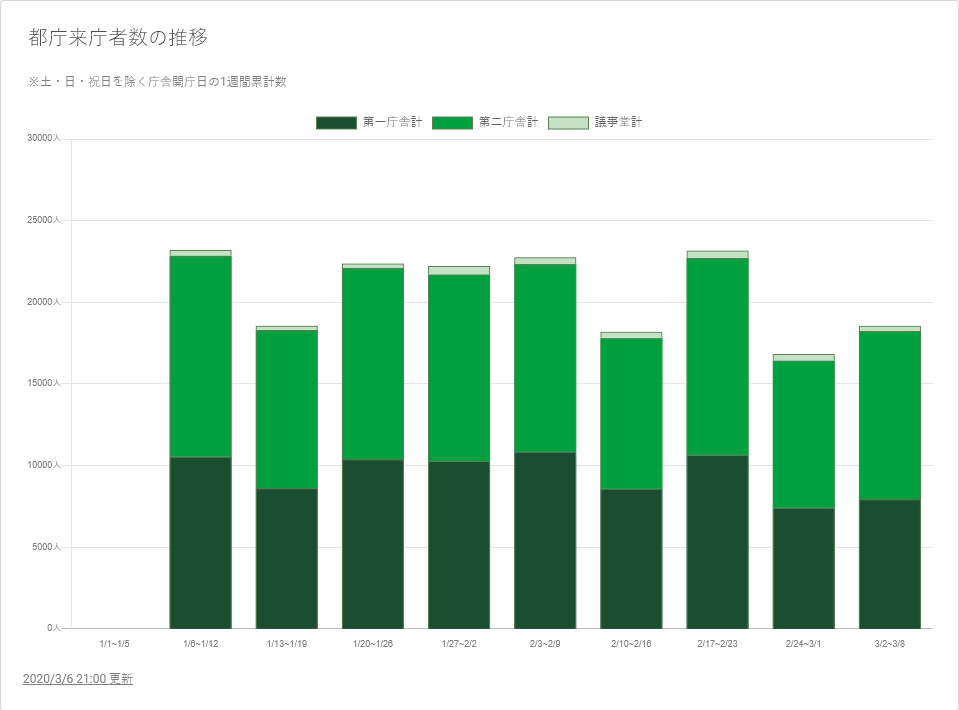 都庁来庁者数の推移
※土・日・祝日を除く庁舎開庁日の1週間累計数
第一庁舎計 第二庁舎計 議事堂計
30000人
25000人
20000人
15000人
10000人
5000人
0人
1/1~1/5 1/6~1/12 1/13~1/19 1/20~1/26 1/27~2/2 2/3~2/9 2/10~2/16 2/17~2/23 2/24~3/1 3/2~3/8
2020/3/6 21:00 更新